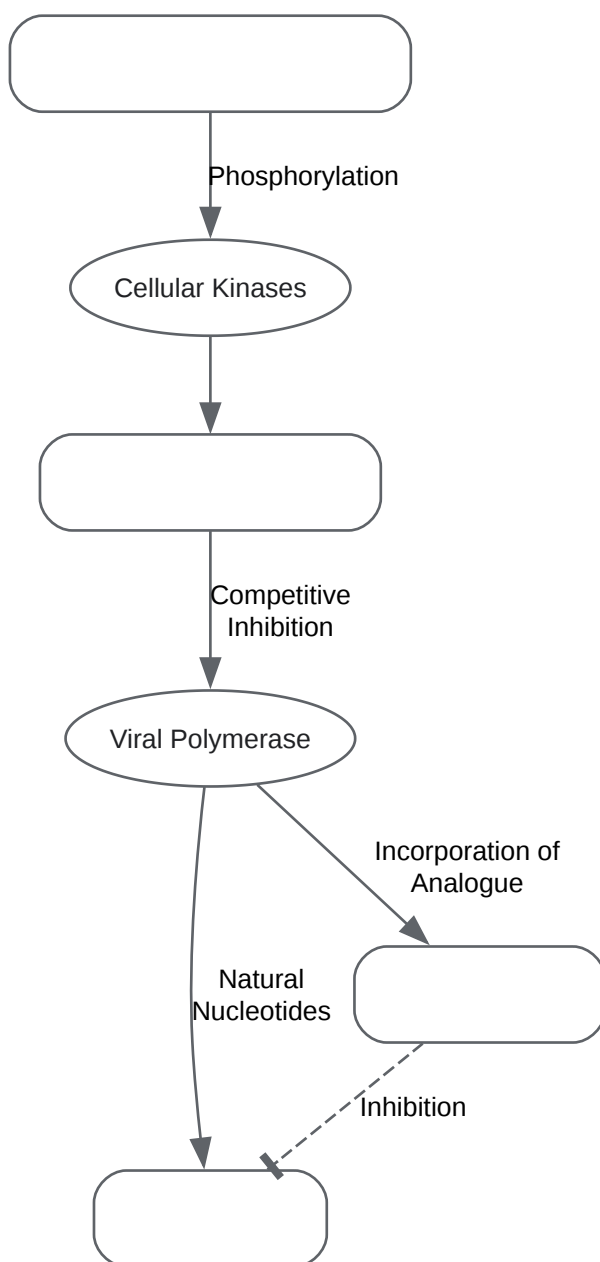 Phosphorylation
Cellular Kinases
Competitive
Inhibition
Viral Polymerase
Incorporation of
Analogue
Natural
Nucleotides
Inhibition